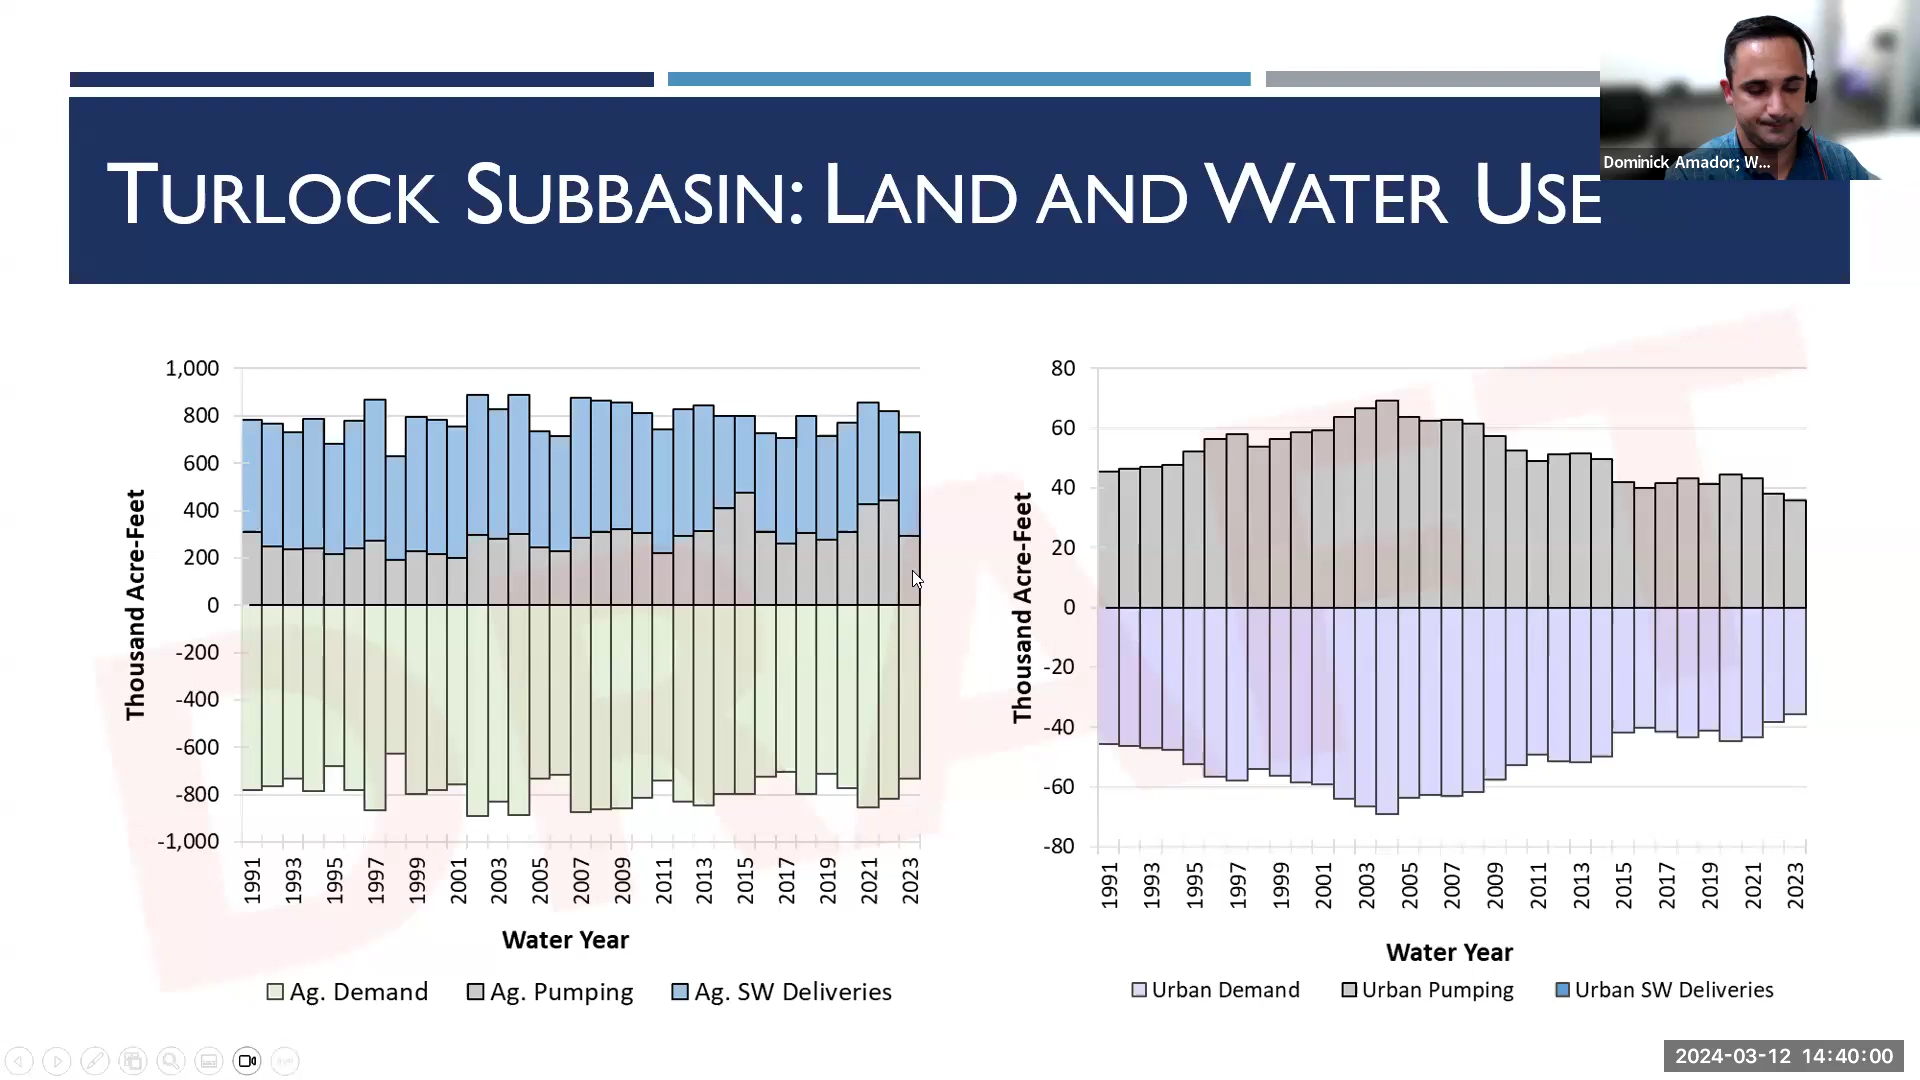 Dominick Amador; W...
TURLOCK SUBBASIN: LAND AND WATER USE
DRAFT
Thousand Acre-Feet
1,000
800
600
400
200
0
-200
-400
-600
-800
-1,000
1991 1993 1995 1997 1999 2001 2003 2005 2007 2009 2011 2013 2015 2017 2019 2021 2023
Water Year
Ag. Demand Ag. Pumping Ag. SW Deliveries
Thousand Acre-Feet
80
60
40
20
0
-20
-40
-60
-80
1991 1993 1995 1997 1999 2001 2003 2005 2007 2009 2011 2013 2015 2017 2019 2021 2023
Water Year
Urban Demand Urban Pumping Urban SW Deliveries
2024-03-12 14:40:00